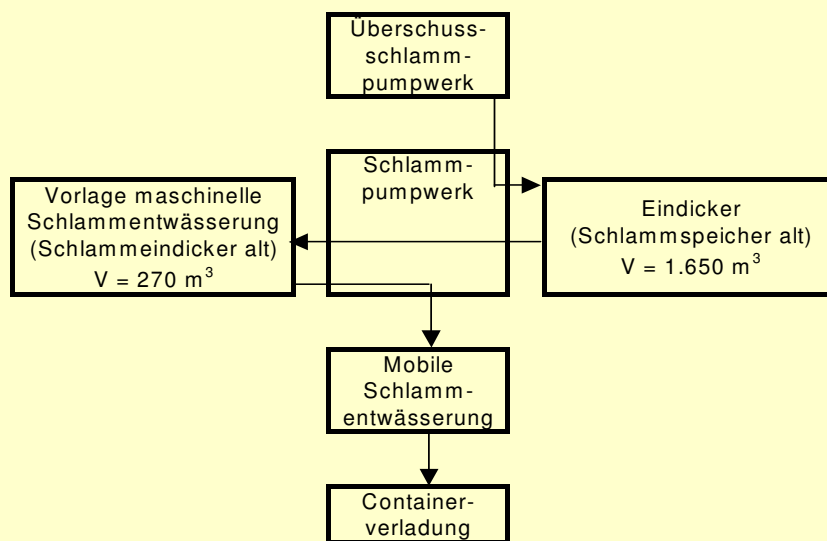 Überschuss-
schlamm-
pumpwerk
Schlamm-
pumpwerk
Vorlage maschinelle
Schlammentwässerung
(Schlammeindicker alt)
V = 270 m³
Eindicker
(Schlammspeicher alt)
V = 1.650 m³
Mobile
Schlamm-
entwässerung
Container-
verladung